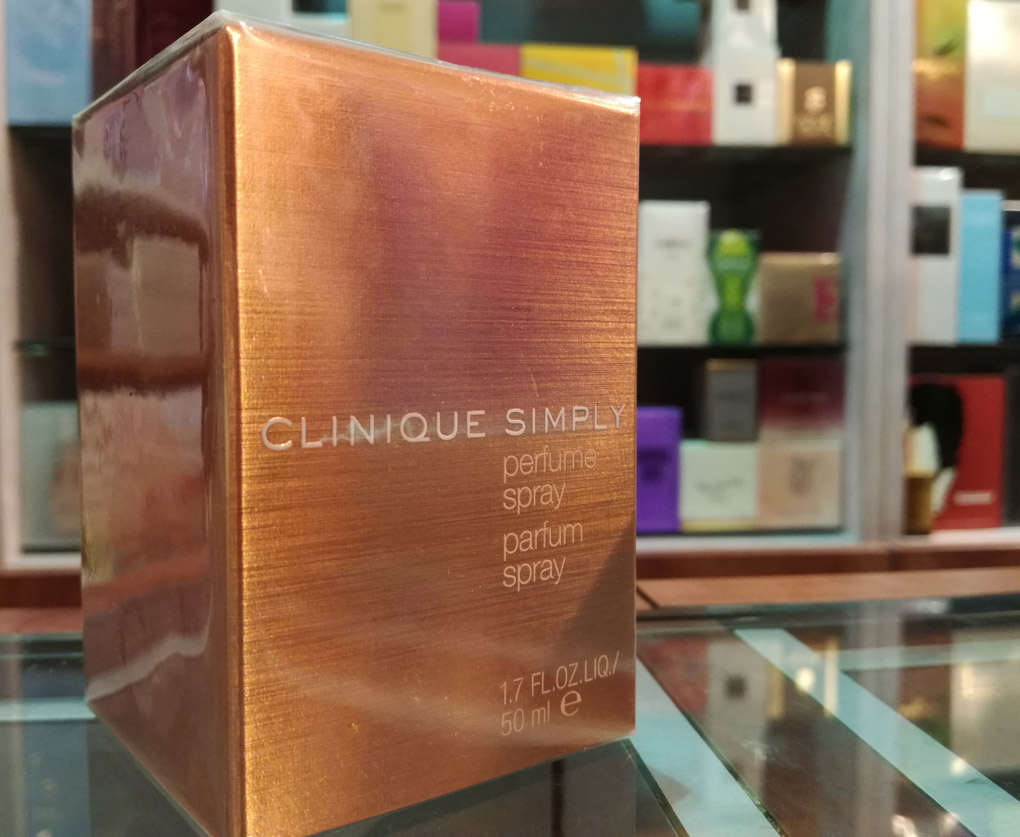 CLINIQUE SIMPLY
perfume
spray
parfum
spray
1.7 FL.OZ.LIQ./
50 ml e